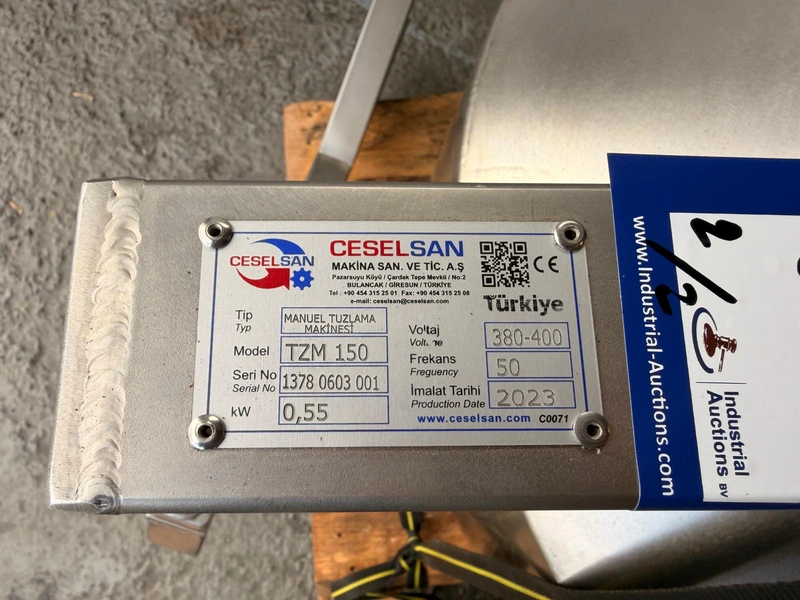 CESELSAN
CESELSAN
MAKİNA SAN. VE TİC. A.Ş
Pazarsuyu Köyü / Çardak Tepe Mevkii / No:2
BULANCAK / GİRESUN / TÜRKİYE
Tel : +90 454 315 25 01 Fax: +90 454 315 25 08
e-mail: ceselsan@ceselsan.com
CE
Türkiye
Tip
Typ
MANUEL TUZLAMA
MAKİNESİ
Model
TZM 150
Seri No
Serial No
1378 0603 001
kW
0,55
Voltaj
380-400
Frekans
Freguency
50
İmalat Tarihi
Production Date
2023
www.ceselsan.com C0071
www.Industrial-Auctions.com
2/2
Industrial
Auctions BV